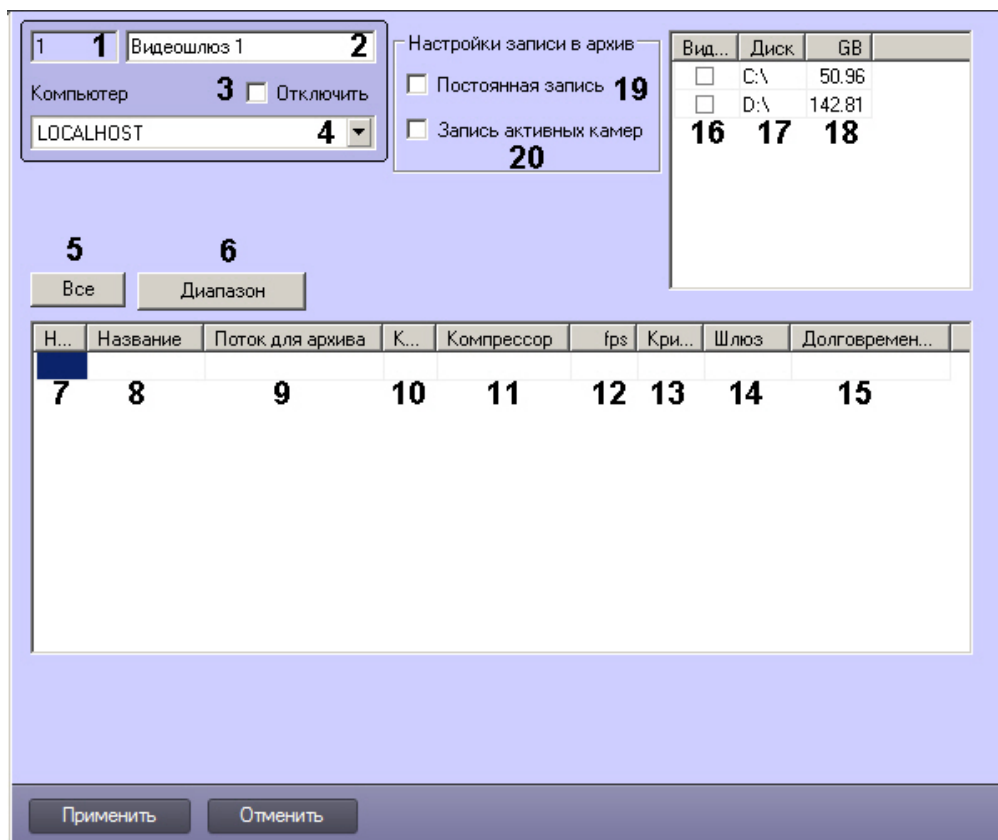 1 1 Видеошлюз 1 2
Компьютер 3 Отключить
LOCALHOST 4
Настройки записи в архив
Постоянная запись 19
Запись активных камер
20
Вид... Диск GB
C:\ 50.96
D:\ 142.81
16 17 18
5 6
Все Диапазон
Н... Название Поток для архива К... Компрессор fps Кри... Шлюз Долговремен...
7 8 9 10 11 12 13 14 15
Применить Отменить